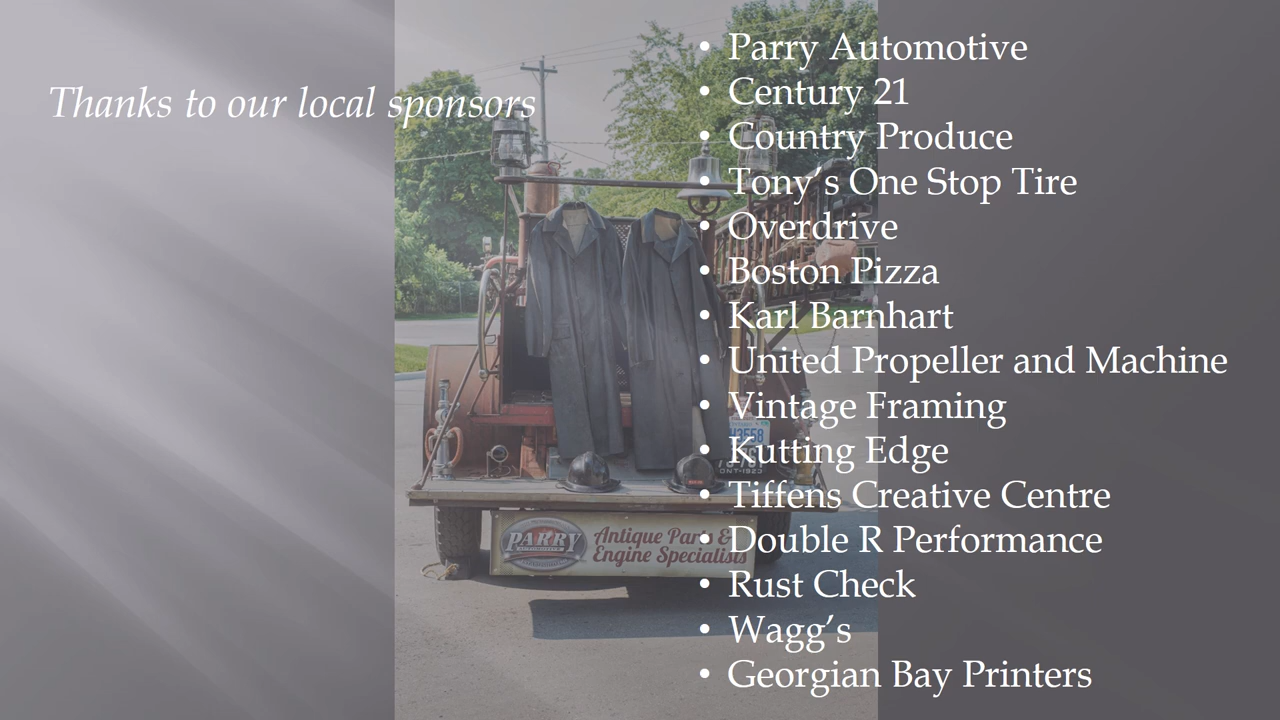 Thanks to our local sponsors
• Parry Automotive
• Century 21
• Country Produce
• Tony’s One Stop Tire
• Overdrive
• Boston Pizza
• Karl Barnhart
• United Propeller and Machine
• Vintage Framing
• Kutting Edge
• Tiffens Creative Centre
• Double R Performance
• Rust Check
• Wagg’s
• Georgian Bay Printers
PARRY
Antique Parts &
Engine Specialists